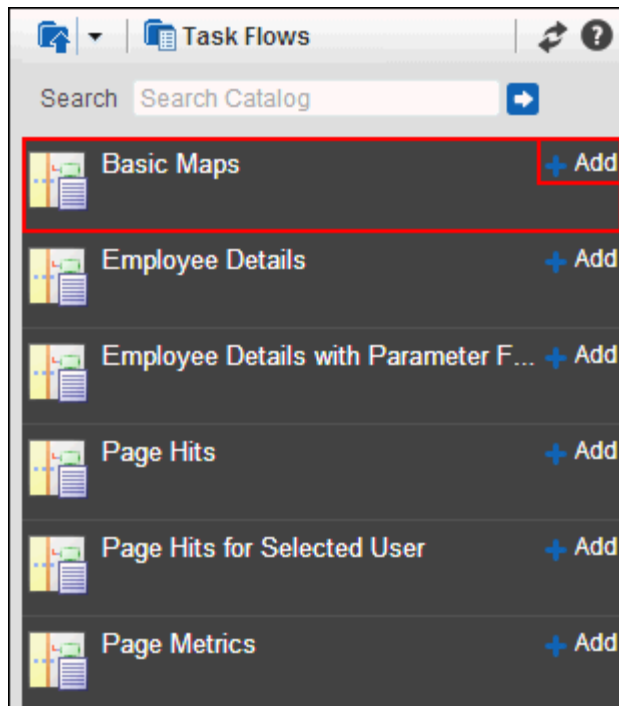 Task Flows
Search Search Catalog
Basic Maps Add
Employee Details Add
Employee Details with Parameter F... Add
Page Hits Add
Page Hits for Selected User Add
Page Metrics Add